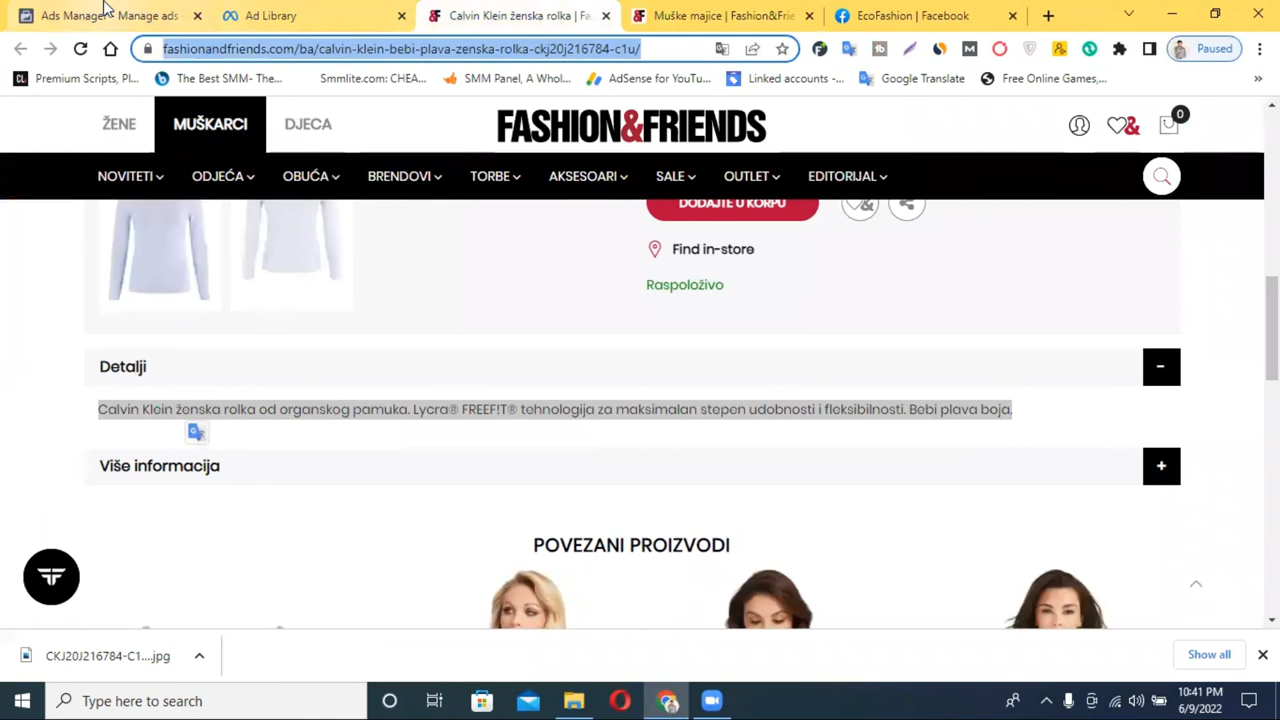 Ads Manager - Manage ads
Ad Library
Calvin Klein ženska rolka | Fa
Muške majice | Fashion&Frie
EcoFashion | Facebook
fashionandfriends.com/ba/calvin-klein-bebi-plava-zenska-rolka-ckj20j216784-c1u/
Paused
Premium Scripts, Pl...
The Best SMM- The...
Smmlite.com: CHEA...
SMM Panel, A Whol...
AdSense for YouTu...
Linked accounts -...
Google Translate
Free Online Games,...
ŽENE
MUŠKARCI
DJECA
FASHION&FRIENDS
0
NOVITETI
ODJEĆA
OBUĆA
BRENDOVI
TORBE
AKSESOARI
SALE
OUTLET
EDITORIJAL
DODAJTE U KORPU
Find in-store
Raspoloživo
Detalji
Calvin Klein ženska rolka od organskog pamuka. Lycra® FREEF!T® tehnologija za maksimalan stepen udobnosti i fleksibilnosti. Bebi plava boja.
Više informacija
POVEZANI PROIZVODI
CKJ20J216784-C1....jpg
Show all
Type here to search
10:41 PM
6/9/2022